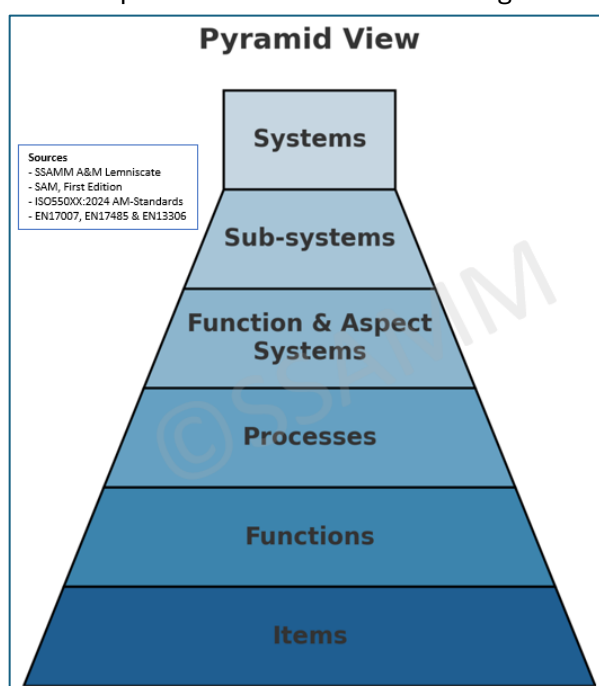 Pyramid View
Systems
Sources
- SSAMM A&M Lemniscate
- SAM, First Edition
- ISO550XX:2024 AM-Standards
- EN17007, EN17485 & EN13306
Sub-systems
Function & Aspect
Systems
©SSAMM
Processes
Functions
Items